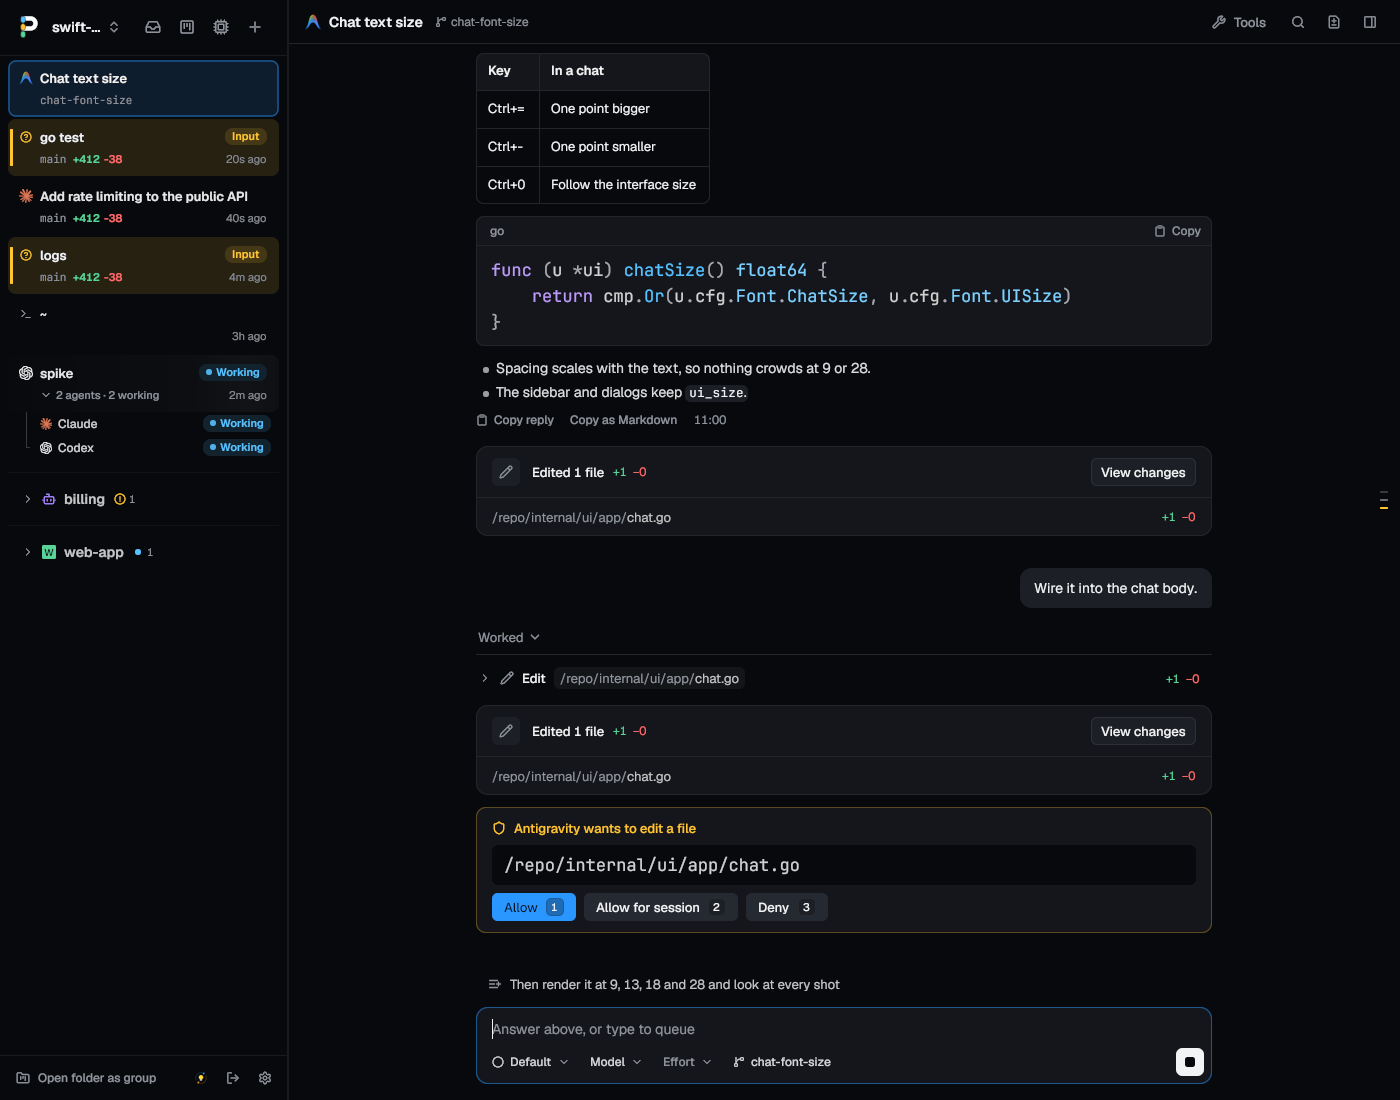 swift-...
Chat text size
chat-font-size
go test
Input
main +412 -38
20s ago
Add rate limiting to the public API
main +412 -38
40s ago
logs
Input
main +412 -38
4m ago
~
3h ago
spike
Working
2 agents · 2 working
2m ago
Claude
Working
Codex
Working
billing
1
W
web-app
1
Open folder as group
Chat text size
chat-font-size
Tools
Key In a chat
Ctrl+= One point bigger
Ctrl+- One point smaller
Ctrl+0 Follow the interface size
go
Copy
func (u *ui) chatSize() float64 {
    return cmp.Or(u.cfg.Font.ChatSize, u.cfg.Font.UISize)
}
Spacing scales with the text, so nothing crowds at 9 or 28.
The sidebar and dialogs keep ui_size.
Copy reply Copy as Markdown 11:00
Edited 1 file +1 −0
View changes
/repo/internal/ui/app/chat.go
+1 −0
Wire it into the chat body.
Worked
Edit /repo/internal/ui/app/chat.go
+1 −0
Edited 1 file +1 −0
View changes
/repo/internal/ui/app/chat.go
+1 −0
Antigravity wants to edit a file
/repo/internal/ui/app/chat.go
Allow 1
Allow for session 2
Deny 3
Then render it at 9, 13, 18 and 28 and look at every shot
Answer above, or type to queue
Default
Model
Effort
chat-font-size